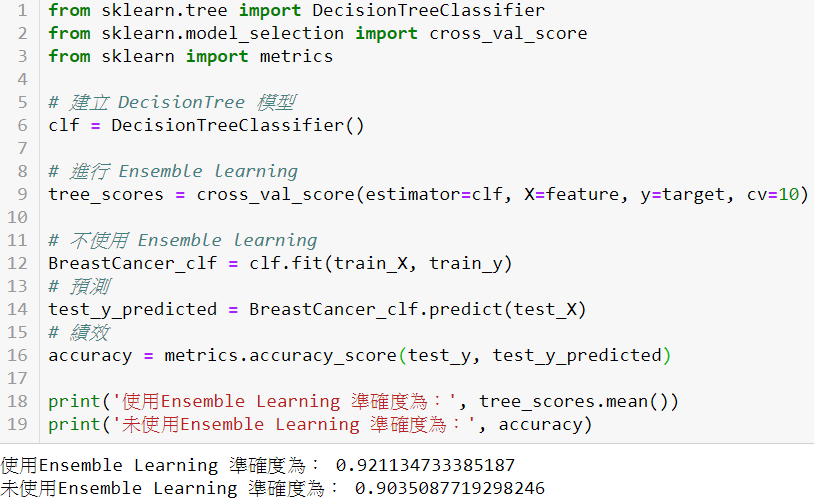 1 from sklearn.tree import DecisionTreeClassifier
2 from sklearn.model_selection import cross_val_score
3 from sklearn import metrics
4
5 # 建立 DecisionTree 模型
6 clf = DecisionTreeClassifier()
7
8 # 進行 Ensemble learning
9 tree_scores = cross_val_score(estimator=clf, X=feature, y=target, cv=10)
10
11 # 不使用 Ensemble learning
12 BreastCancer_clf = clf.fit(train_X, train_y)
13 # 預測
14 test_y_predicted = BreastCancer_clf.predict(test_X)
15 # 績效
16 accuracy = metrics.accuracy_score(test_y, test_y_predicted)
17
18 print('使用Ensemble Learning 準確度為：', tree_scores.mean())
19 print('未使用Ensemble Learning 準確度為：', accuracy)
使用Ensemble Learning 準確度為： 0.921134733385187
未使用Ensemble Learning 準確度為： 0.9035087719298246